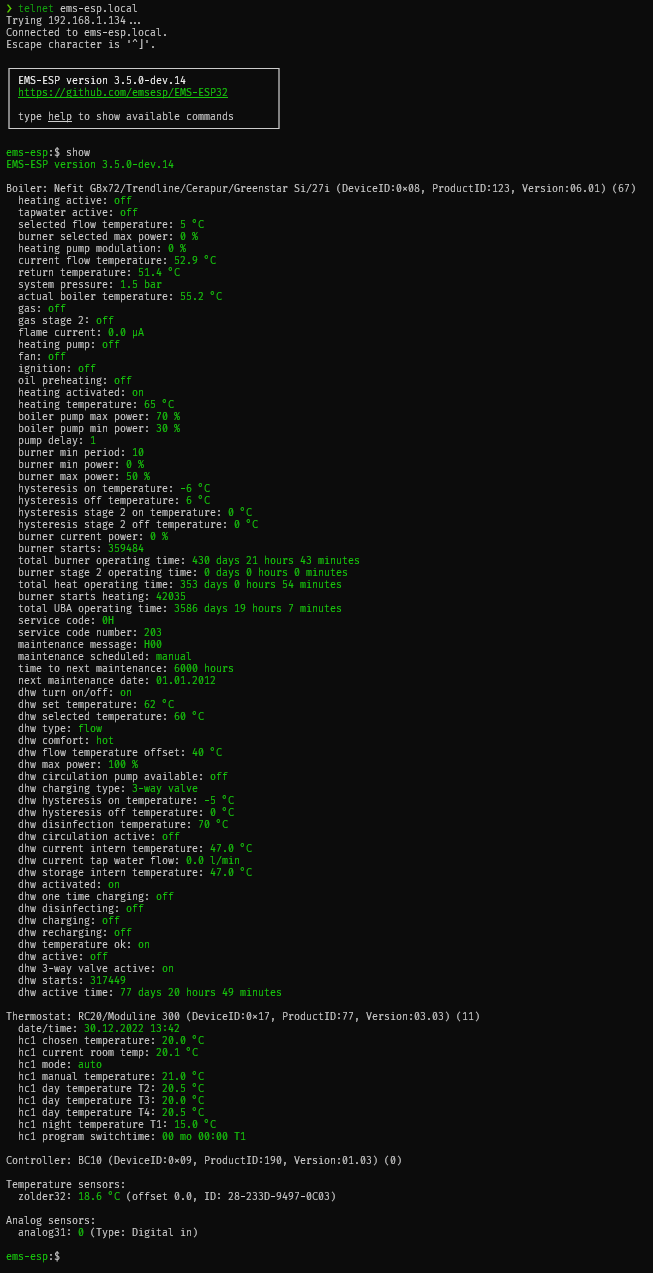 ❯ telnet ems-esp.local
Trying 192.168.1.134...
Connected to ems-esp.local.
Escape character is '^]'.
EMS-ESP version 3.5.0-dev.14
https://github.com/emsesp/EMS-ESP32
type help to show available commands
ems-esp:$ show
EMS-ESP version 3.5.0-dev.14
Boiler: Nefit GBx72/Trendline/Cerapur/Greenstar Si/27i (DeviceID:0x08, ProductID:123, Version:06.01) (67)
heating active: off
tapwater active: off
selected flow temperature: 5 °C
burner selected max power: 0 %
heating pump modulation: 0 %
current flow temperature: 52.9 °C
return temperature: 51.4 °C
system pressure: 1.5 bar
actual boiler temperature: 55.2 °C
gas: off
gas stage 2: off
flame current: 0.0 µA
heating pump: off
fan: off
ignition: off
oil preheating: off
heating activated: on
heating temperature: 65 °C
boiler pump max power: 70 %
boiler pump min power: 30 %
pump delay: 1
burner min period: 10
burner min power: 0 %
burner max power: 50 %
hysteresis on temperature: -6 °C
hysteresis off temperature: 6 °C
hysteresis stage 2 on temperature: 0 °C
hysteresis stage 2 off temperature: 0 °C
burner current power: 0 %
burner starts: 359484
total burner operating time: 430 days 21 hours 43 minutes
burner stage 2 operating time: 0 days 0 hours 0 minutes
total heat operating time: 353 days 0 hours 54 minutes
burner starts heating: 42035
total UBA operating time: 3586 days 19 hours 7 minutes
service code: 0H
service code number: 203
maintenance message: H00
maintenance scheduled: manual
time to next maintenance: 6000 hours
next maintenance date: 01.01.2012
dhw turn on/off: on
dhw set temperature: 62 °C
dhw selected temperature: 60 °C
dhw type: flow
dhw comfort: hot
dhw flow temperature offset: 40 °C
dhw max power: 100 %
dhw circulation pump available: off
dhw charging type: 3-way valve
dhw hysteresis on temperature: -5 °C
dhw hysteresis off temperature: 0 °C
dhw disinfection temperature: 70 °C
dhw circulation active: off
dhw current intern temperature: 47.0 °C
dhw current tap water flow: 0.0 l/min
dhw storage intern temperature: 47.0 °C
dhw activated: on
dhw one time charging: off
dhw disinfecting: off
dhw charging: off
dhw recharging: off
dhw temperature ok: on
dhw active: off
dhw 3-way valve active: on
dhw starts: 317449
dhw active time: 77 days 20 hours 49 minutes
Thermostat: RC20/Moduline 300 (DeviceID:0x17, ProductID:77, Version:03.03) (11)
date/time: 30.12.2022 13:42
hc1 chosen temperature: 20.0 °C
hc1 current room temp: 20.1 °C
hc1 mode: auto
hc1 manual temperature: 21.0 °C
hc1 day temperature T2: 20.5 °C
hc1 day temperature T3: 20.0 °C
hc1 day temperature T4: 20.5 °C
hc1 night temperature T1: 15.0 °C
hc1 program switchtime: 00 mo 00:00 T1
Controller: BC10 (DeviceID:0x09, ProductID:190, Version:01.03) (0)
Temperature sensors:
zolder32: 18.6 °C (offset 0.0, ID: 28-233D-9497-0C03)
Analog sensors:
analog31: 0 (Type: Digital in)
ems-esp:$